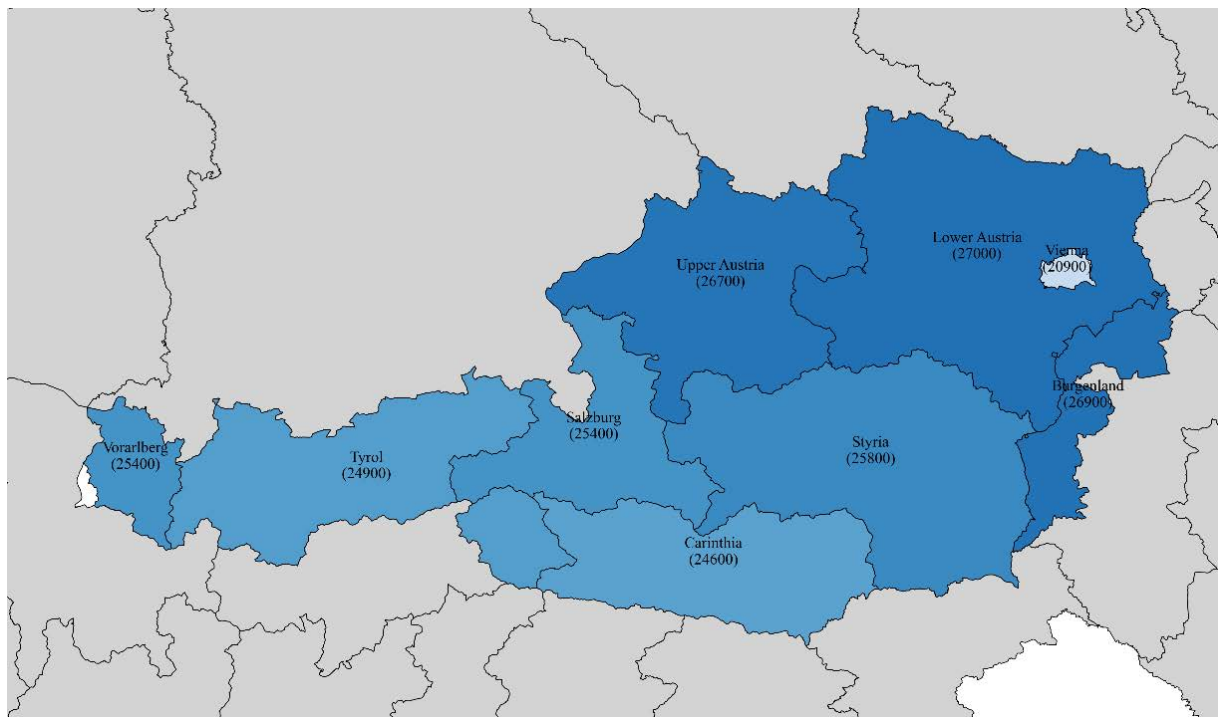 Lower Austria
(27000)
Vienna
(20900)
Upper Austria
(26700)
Burgenland
(26900)
Salzburg
(25400)
Styria
(25800)
Vorarlberg
(25400)
Tyrol
(24900)
Carinthia
(24600)